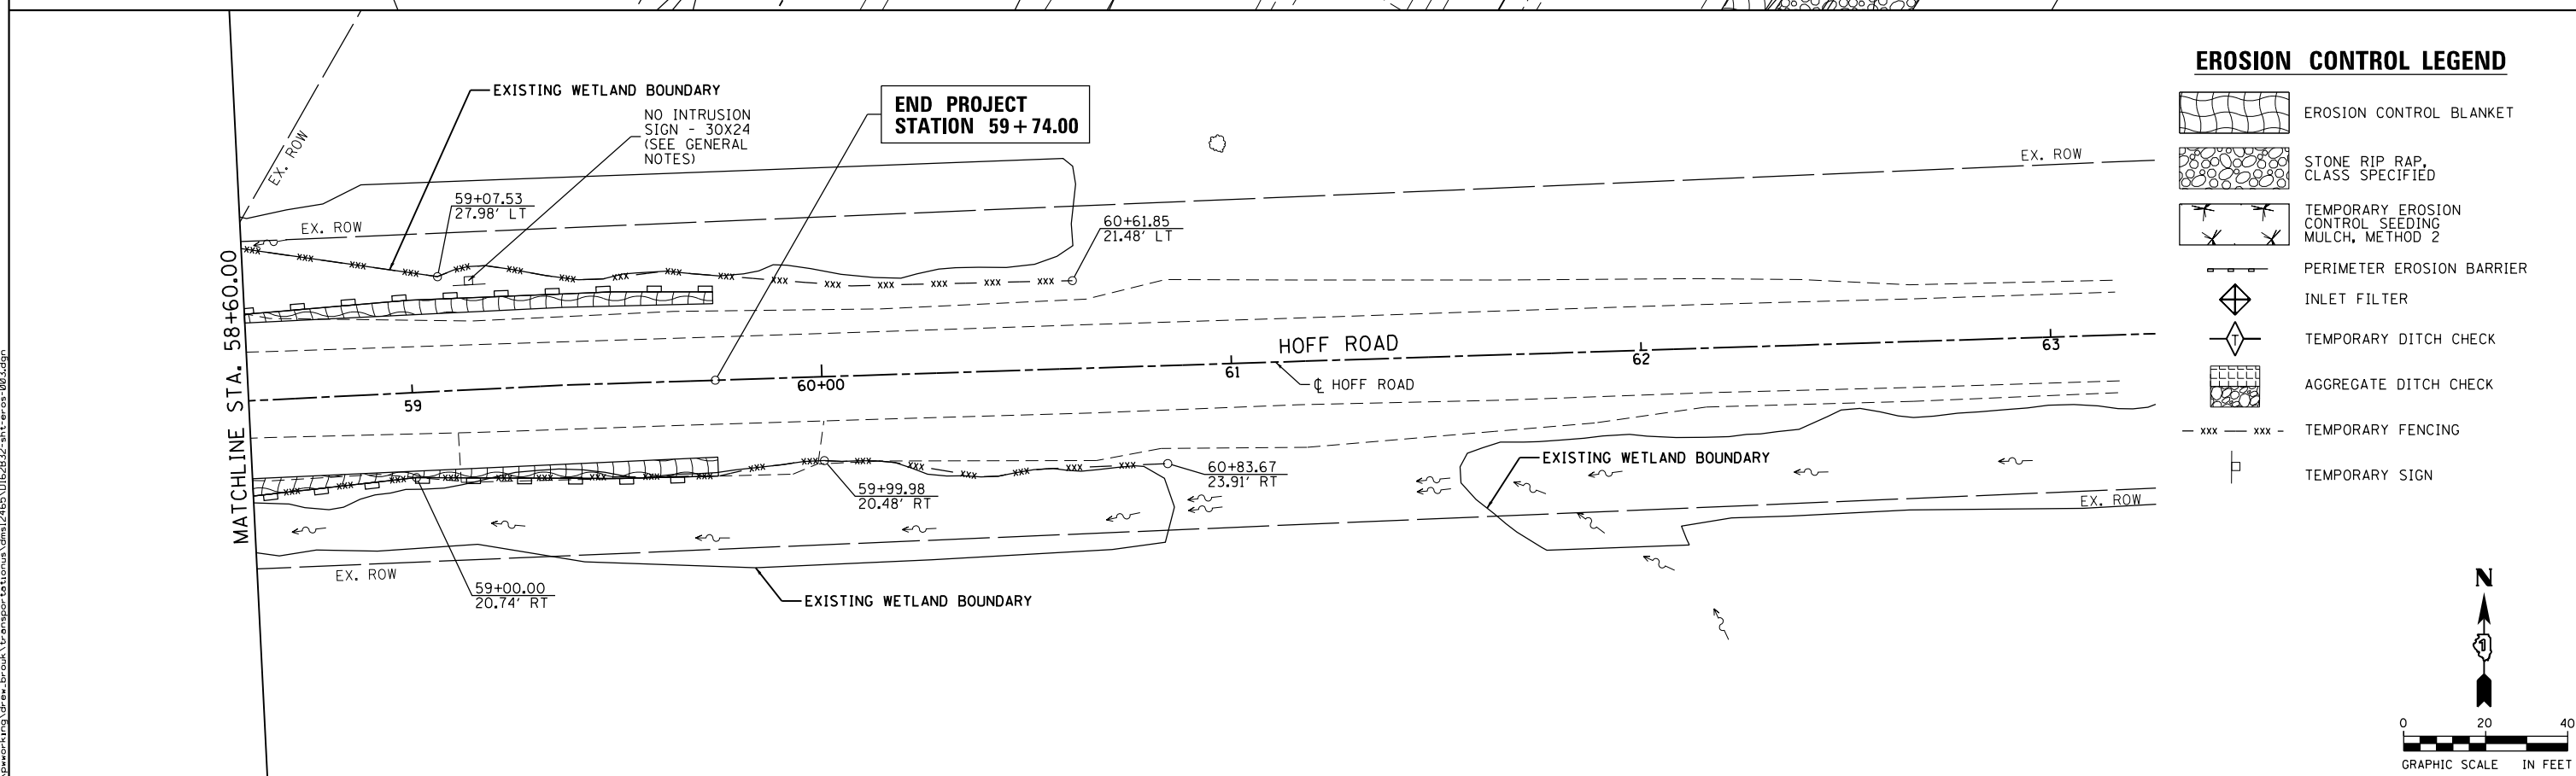 EXISTING WETLAND BOUNDARY
NO INTRUSION
SIGN - 30X24
(SEE GENERAL
NOTES)
END PROJECT
STATION 59+74.00
EX. ROW
EX. ROW
EX. ROW
59+07.53
27.98' LT
60+61.85
21.48' LT
MATCHLINE STA. 58+60.00
HOFF ROAD
℄ HOFF ROAD
59
60+00
61
62
63
EXISTING WETLAND BOUNDARY
60+83.67
23.91' RT
59+99.98
20.48' RT
EX. ROW
EX. ROW
59+00.00
20.74' RT
EXISTING WETLAND BOUNDARY
EROSION CONTROL LEGEND
EROSION CONTROL BLANKET
STONE RIP RAP,
CLASS SPECIFIED
TEMPORARY EROSION
CONTROL SEEDING
MULCH, METHOD 2
PERIMETER EROSION BARRIER
INLET FILTER
T
TEMPORARY DITCH CHECK
AGGREGATE DITCH CHECK
xxx xxx
TEMPORARY FENCING
TEMPORARY SIGN
N
0 20 40
GRAPHIC SCALE IN FEET